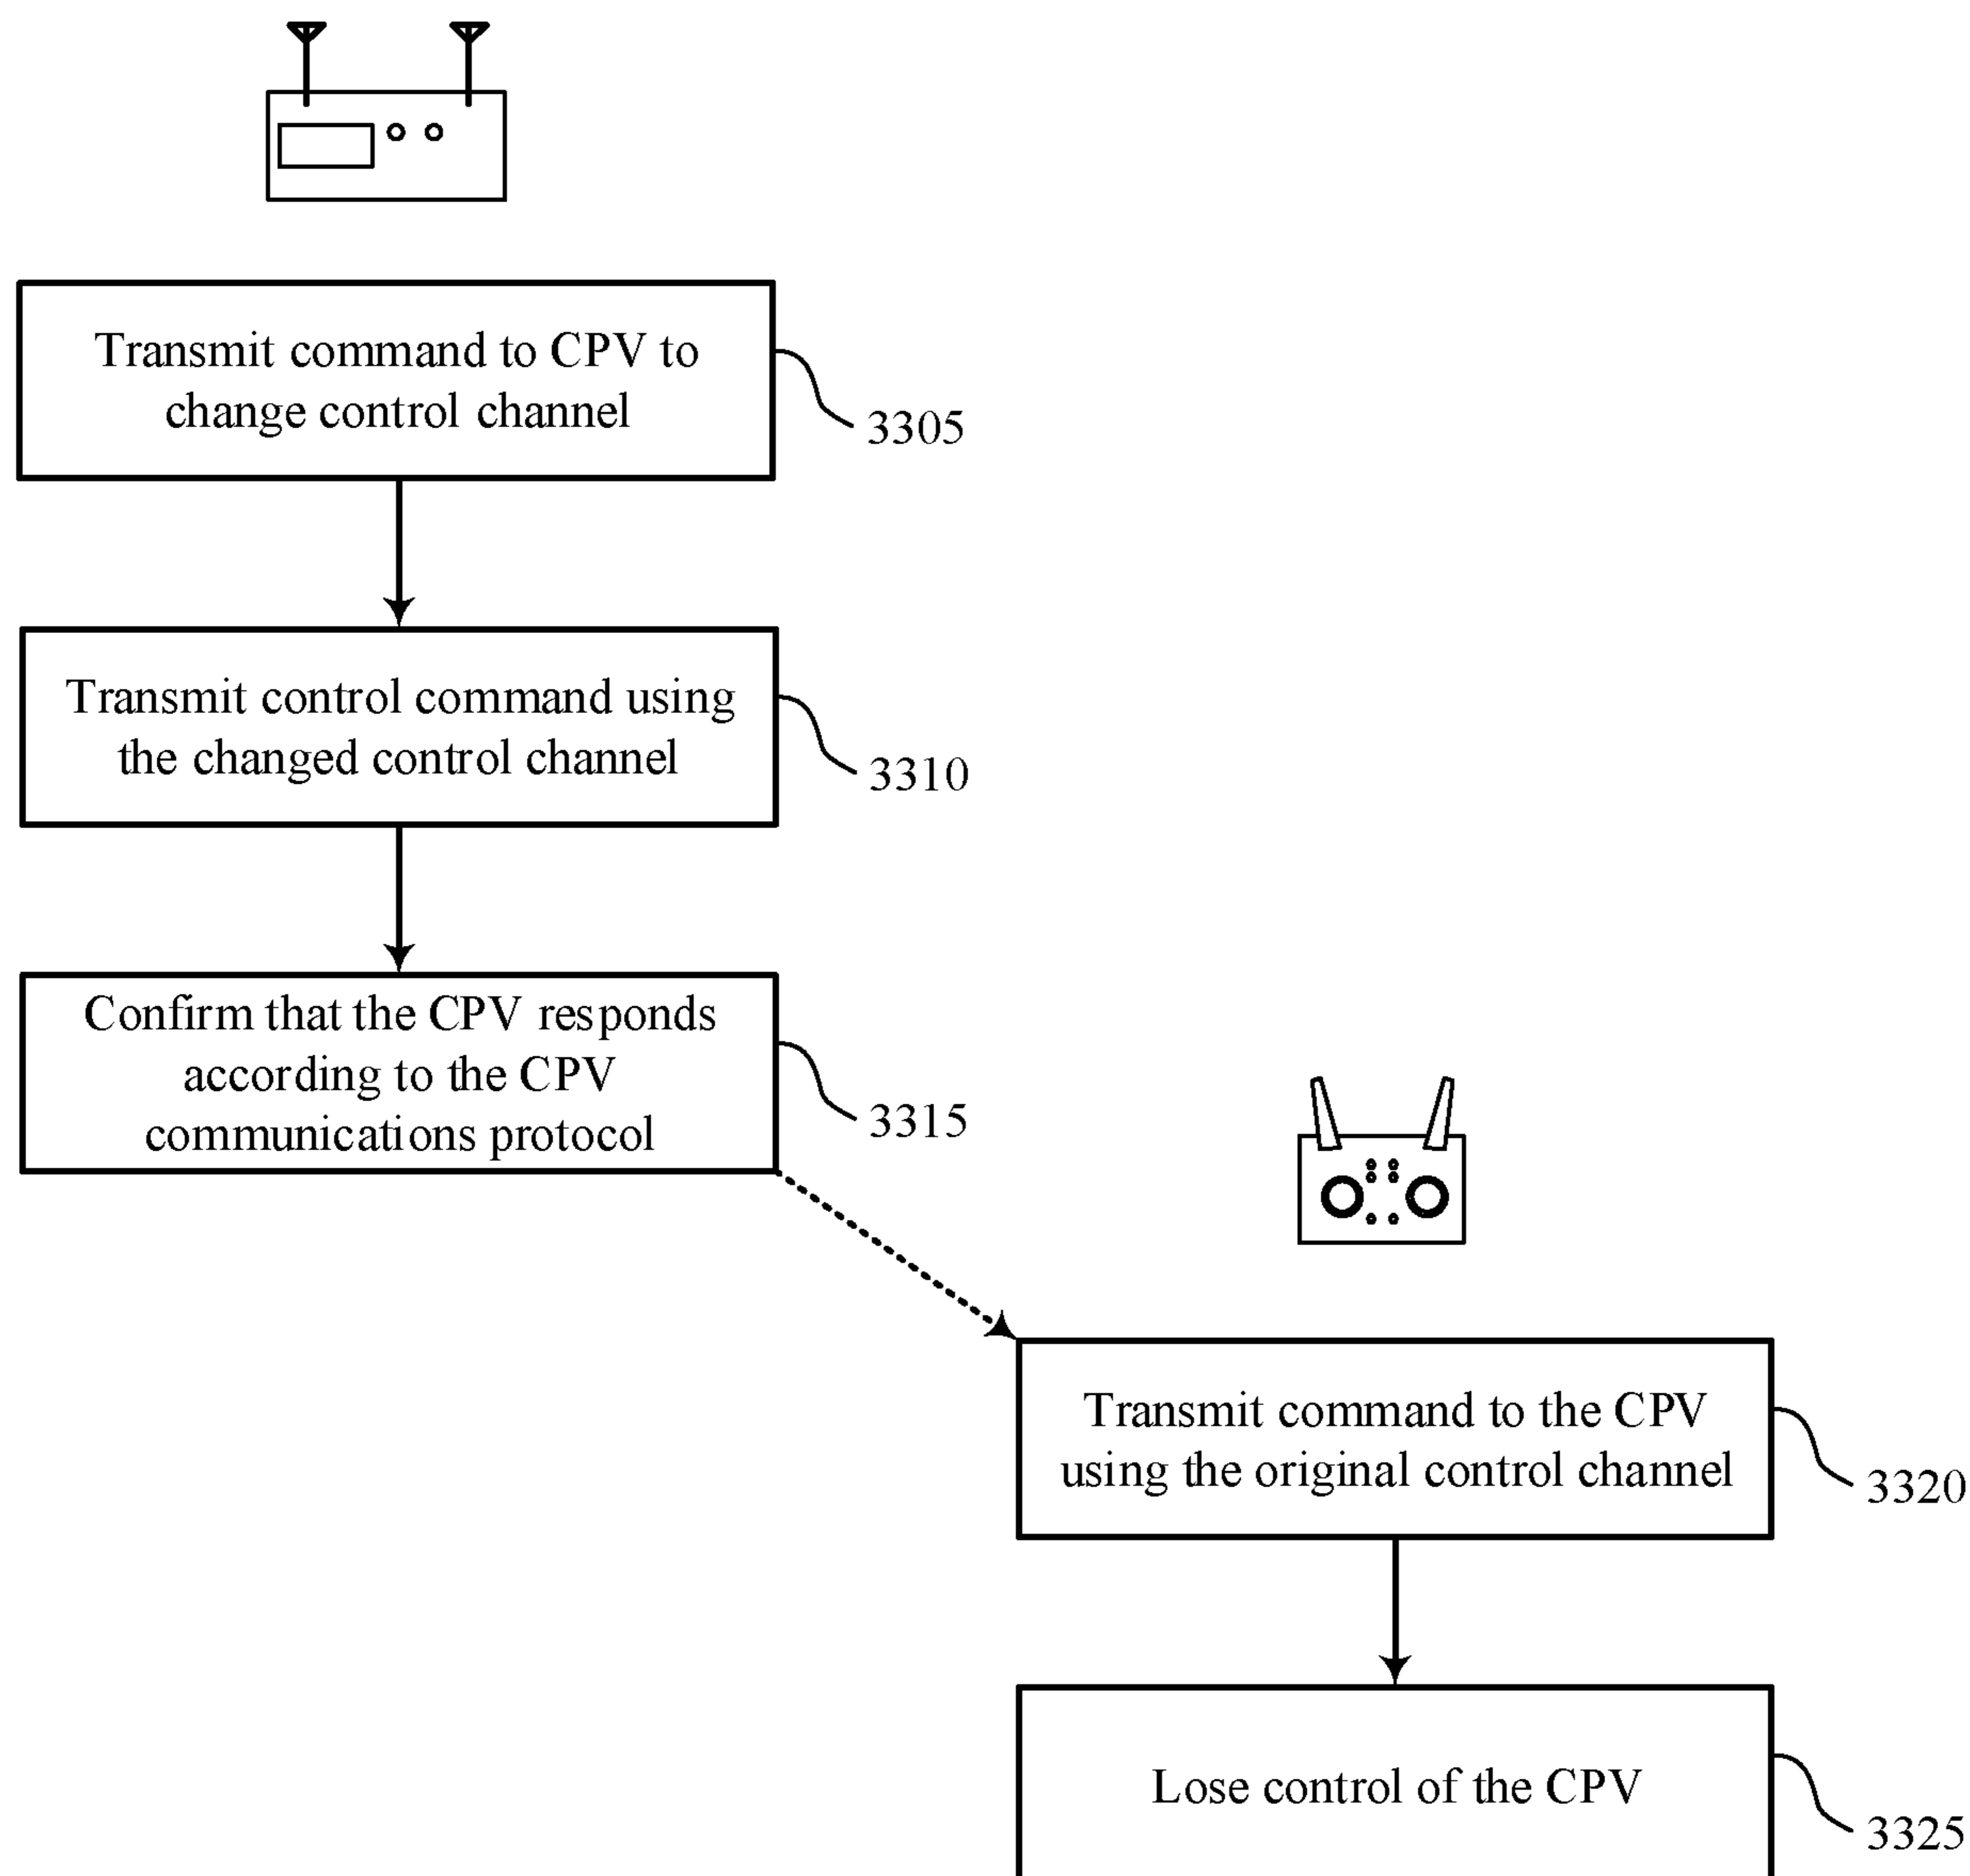 Transmit command to CPV to
change control channel
3305
Transmit control command using
the changed control channel
3310
Confirm that the CPV responds
according to the CPV
communications protocol
3315
Transmit command to the CPV
using the original control channel
3320
Lose control of the CPV
3325